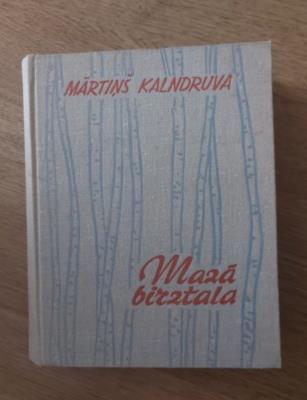 MĀRTIŅŠ KALNDRUVA
Mazā
birztala